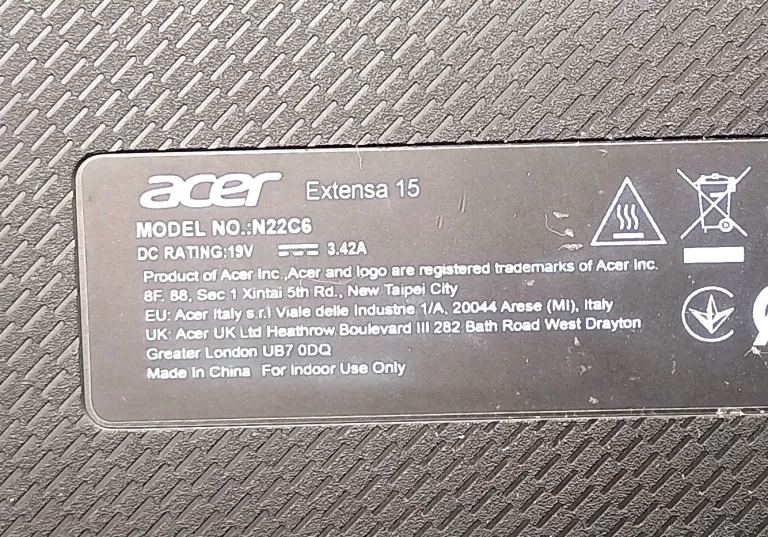 acer Extensa 15
MODEL NO.:N22C6
DC RATING:19V 3.42A
Product of Acer Inc.,Acer and logo are registered trademarks of Acer Inc.
8F, 88, Sec 1 Xintai 5th Rd., New Taipei City
EU: Acer Italy s.r.l Viale delle Industrie 1/A, 20044 Arese (MI), Italy
UK: Acer UK Ltd Heathrow Boulevard III 282 Bath Road West Drayton
Greater London UB7 0DQ
Made In China For Indoor Use Only